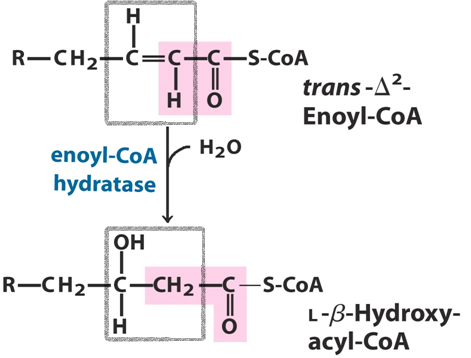 H
R—CH₂—C=C—C—S-CoA
H O
trans-Δ²-
Enoyl-CoA
enoyl-CoA
hydratase
H₂O
OH
R—CH₂—C—CH₂—C—S-CoA
H O
L-β-Hydroxy-
acyl-CoA